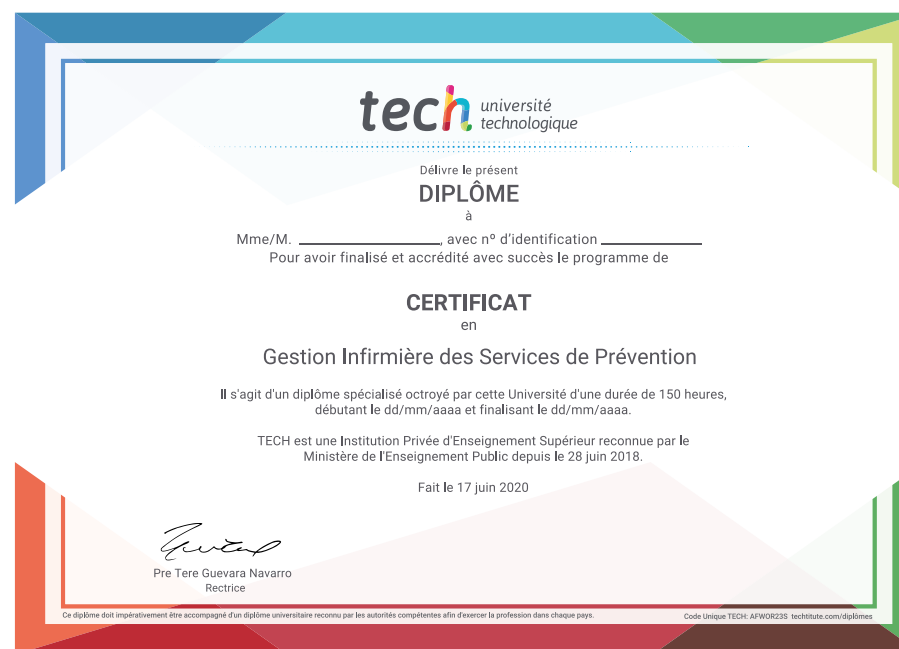 tech université
technologique
Délivre le présent
DIPLÔME
à
Mme/M. ____________________, avec nº d'identification ______________
Pour avoir finalisé et accrédité avec succès le programme de
CERTIFICAT
en
Gestion Infirmière des Services de Prévention
Il s'agit d'un diplôme spécialisé octroyé par cette Université d'une durée de 150 heures,
débutant le dd/mm/aaaa et finalisant le dd/mm/aaaa.
TECH est une Institution Privée d'Enseignement Supérieur reconnue par le
Ministère de l'Enseignement Public depuis le 28 juin 2018.
Fait le 17 juin 2020
Pre Tere Guevara Navarro
Rectrice
Ce diplôme doit impérativement être accompagné d'un diplôme universitaire reconnu par les autorités compétentes afin d'exercer la profession dans chaque pays.
Code Unique TECH: AFWOR23S techtitute.com/diplômes